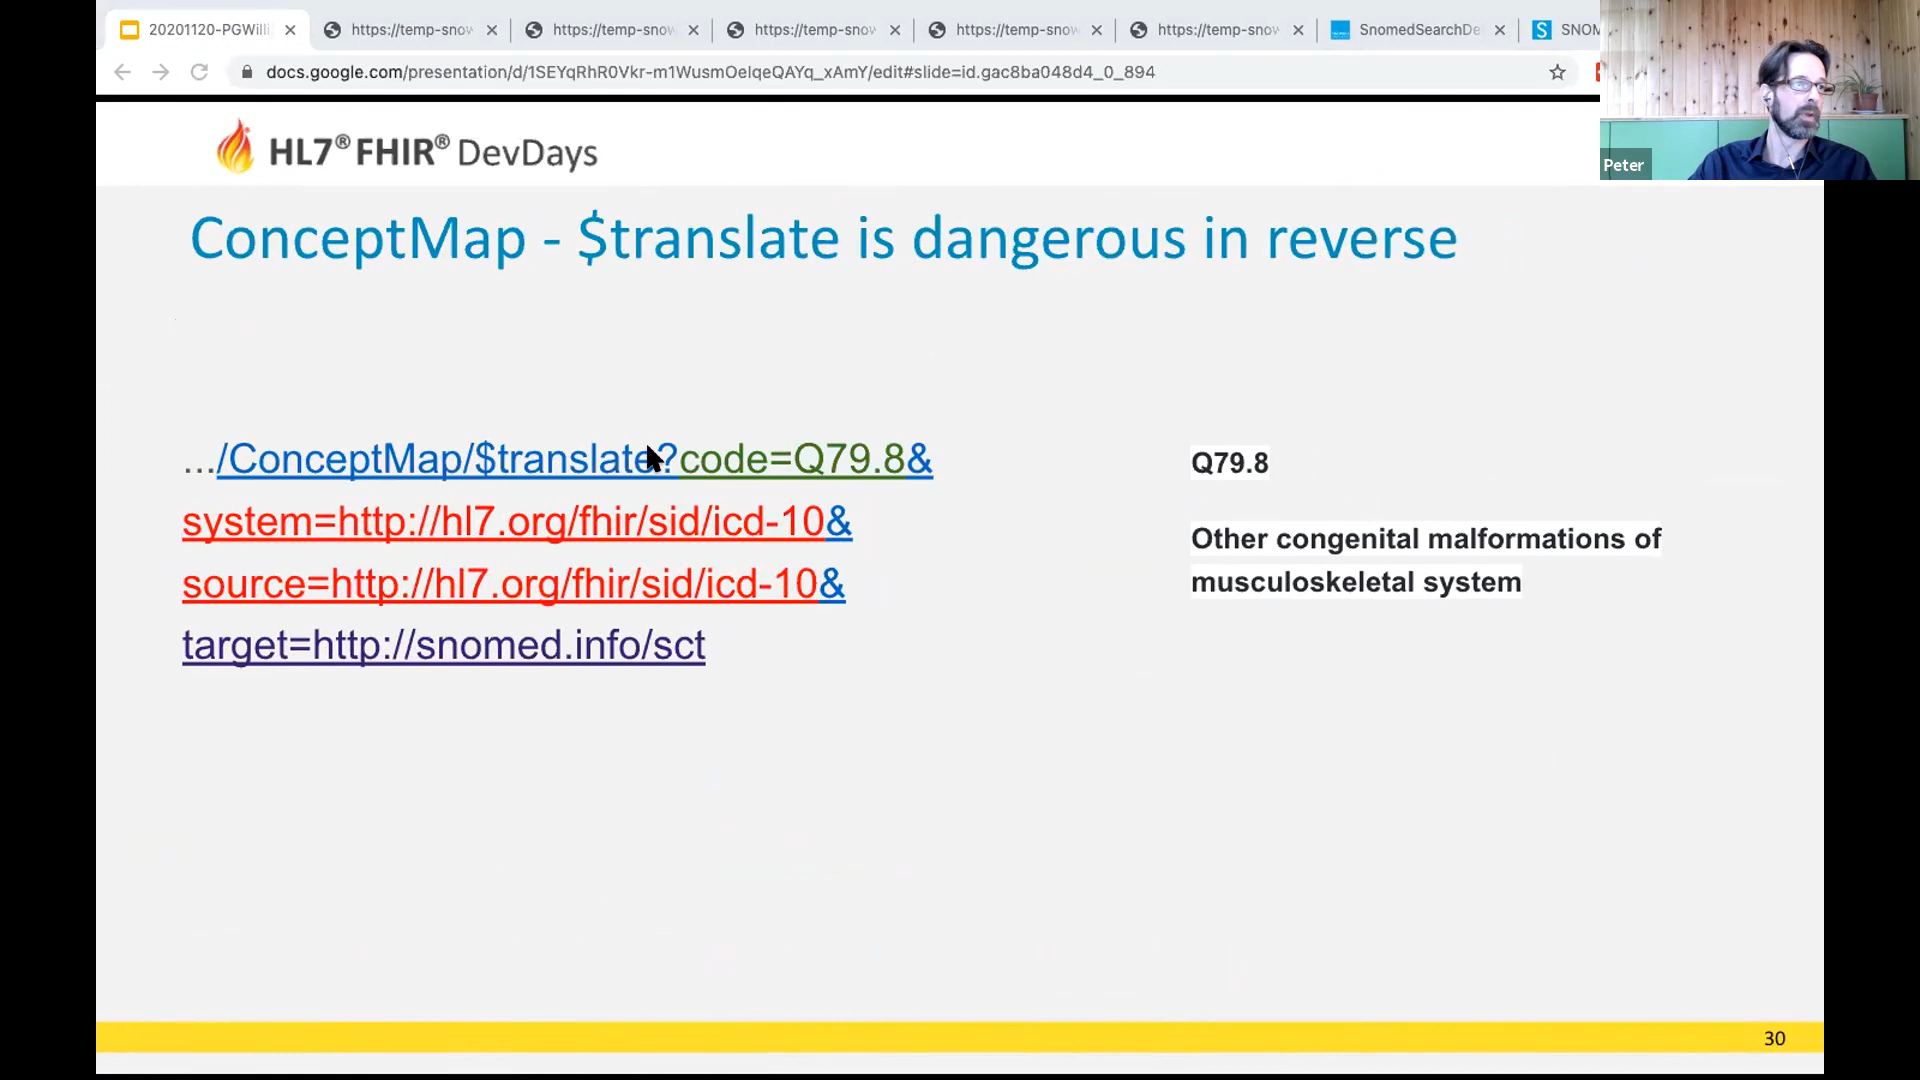 20201120-PGWilli
https://temp-snow
https://temp-snow
https://temp-snow
https://temp-snow
https://temp-snow
SnomedSearchDe
SNOM
docs.google.com/presentation/d/1SEYqRhR0Vkr-m1WusmOelqeQAYq_xAmY/edit#slide=id.gac8ba048d4_0_894
Peter
HL7® FHIR® DevDays
ConceptMap - $translate is dangerous in reverse
.../ConceptMap/$translate?code=Q79.8&
system=http://hl7.org/fhir/sid/icd-10&
source=http://hl7.org/fhir/sid/icd-10&
target=http://snomed.info/sct
Q79.8
Other congenital malformations of
musculoskeletal system
30